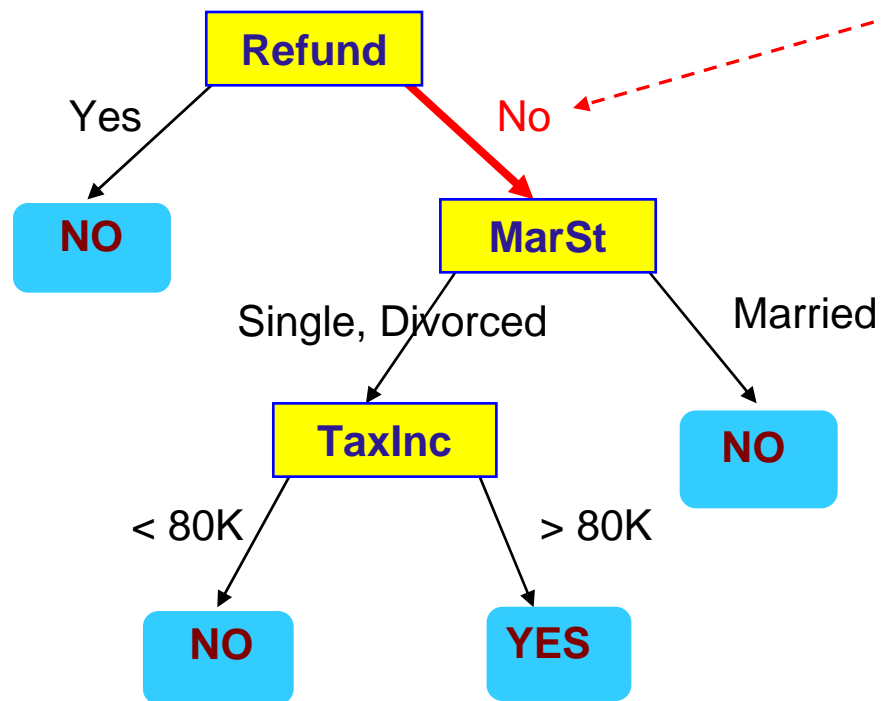 Refund
Yes
No
NO
MarSt
Single, Divorced
Married
TaxInc
NO
< 80K
> 80K
NO
YES